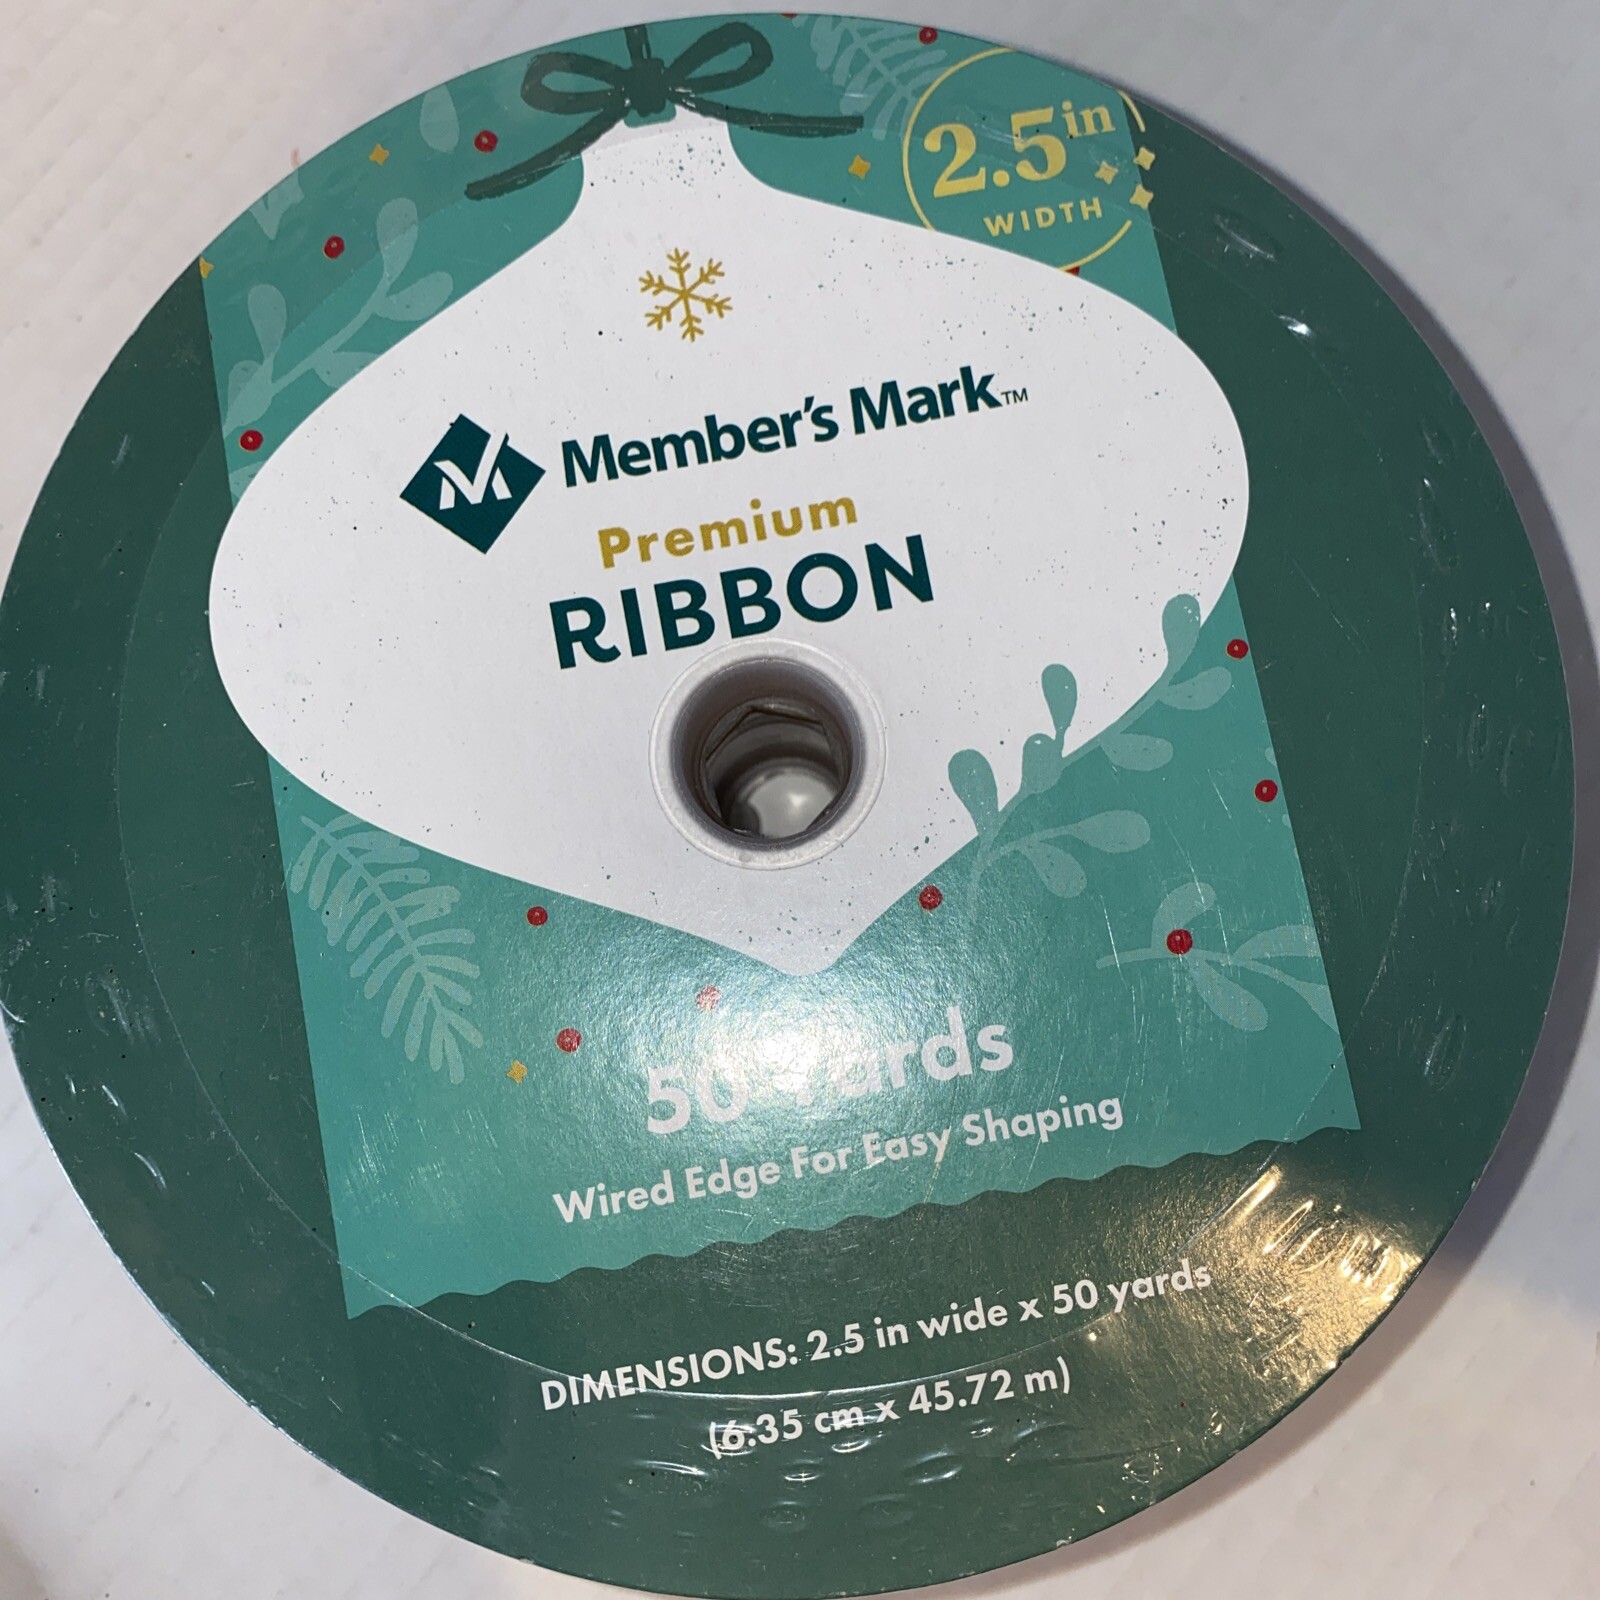 2.5in
WIDTH
Member's Mark™
Premium
RIBBON
50 Yards
Wired Edge For Easy Shaping
DIMENSIONS: 2.5 in wide x 50 yards
(6.35 cm x 45.72 m)